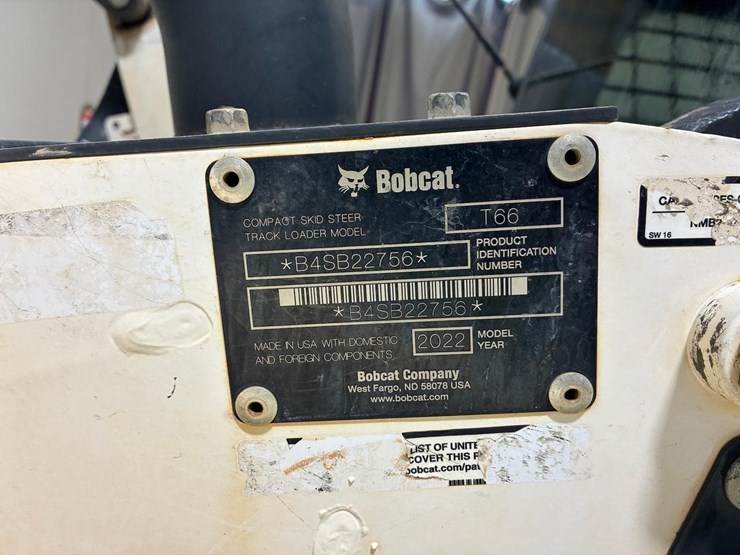 Bobcat.
COMPACT SKID STEER
TRACK LOADER MODEL
T66
*B4SB22756*
PRODUCT
IDENTIFICATION
NUMBER
*B4SB22756*
MADE IN USA WITH DOMESTIC
AND FOREIGN COMPONENTS
2022
MODEL
YEAR
Bobcat Company
West Fargo, ND 58078 USA
www.bobcat.com
SW 16
LIST OF UNITE
COVER THIS
bobcat.com/pa